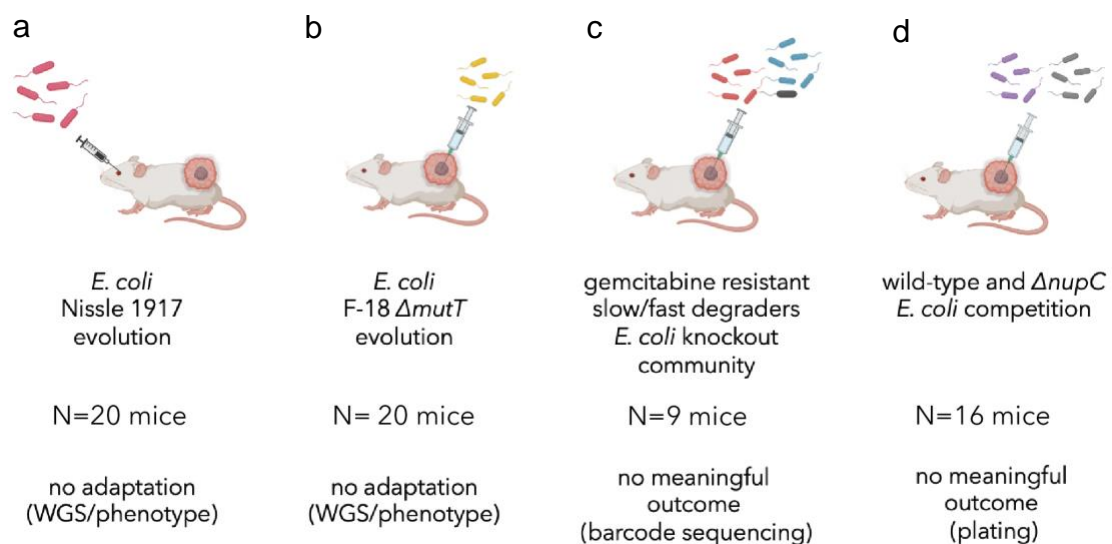 a
E. coli
Nissle 1917
evolution
N=20 mice
no adaptation
(WGS/phenotype)
b
E. coli
F-18 ΔmutT
evolution
N= 20 mice
no adaptation
(WGS/phenotype)
c
gemcitabine resistant
slow/fast degraders
E. coli knockout
community
N=9 mice
no meaningful
outcome
(barcode sequencing)
d
wild-type and ΔnupC
E. coli competition
N=16 mice
no meaningful
outcome
(plating)